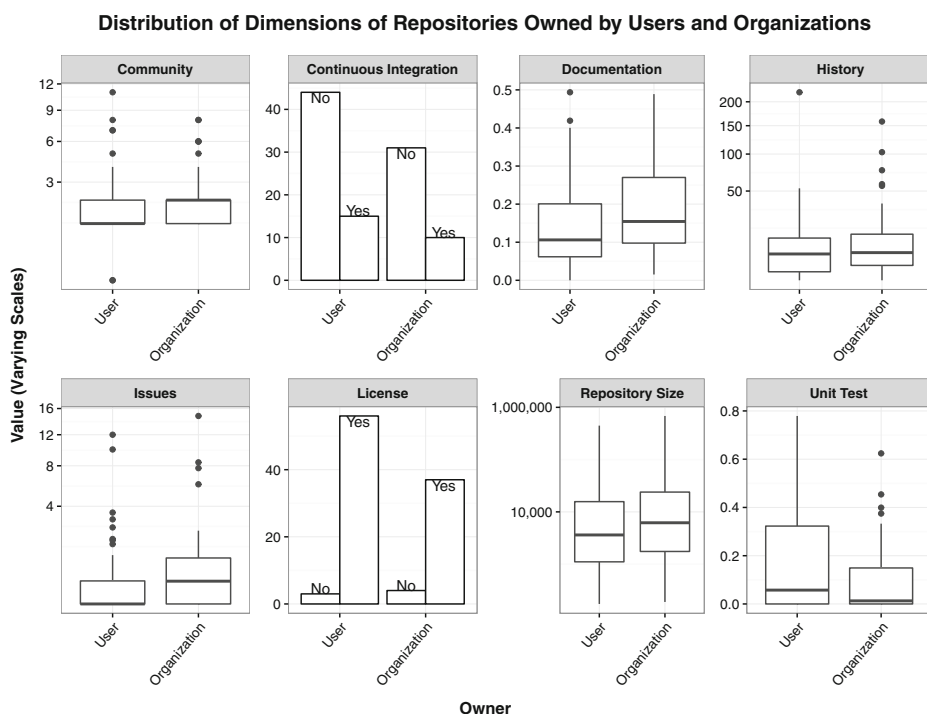 Distribution of Dimensions of Repositories Owned by Users and Organizations
Value (Varying Scales)
Community
12
9
6
3
User
Organization
Continuous Integration
40
30
20
10
0
No
Yes
No
Yes
User
Organization
Documentation
0.5
0.4
0.3
0.2
0.1
0.0
User
Organization
History
200
150
100
50
User
Organization
Issues
16
12
8
4
User
Organization
License
40
20
0
No
Yes
No
Yes
User
Organization
Repository Size
1,000,000
10,000
User
Organization
Unit Test
0.8
0.6
0.4
0.2
0.0
User
Organization
Owner